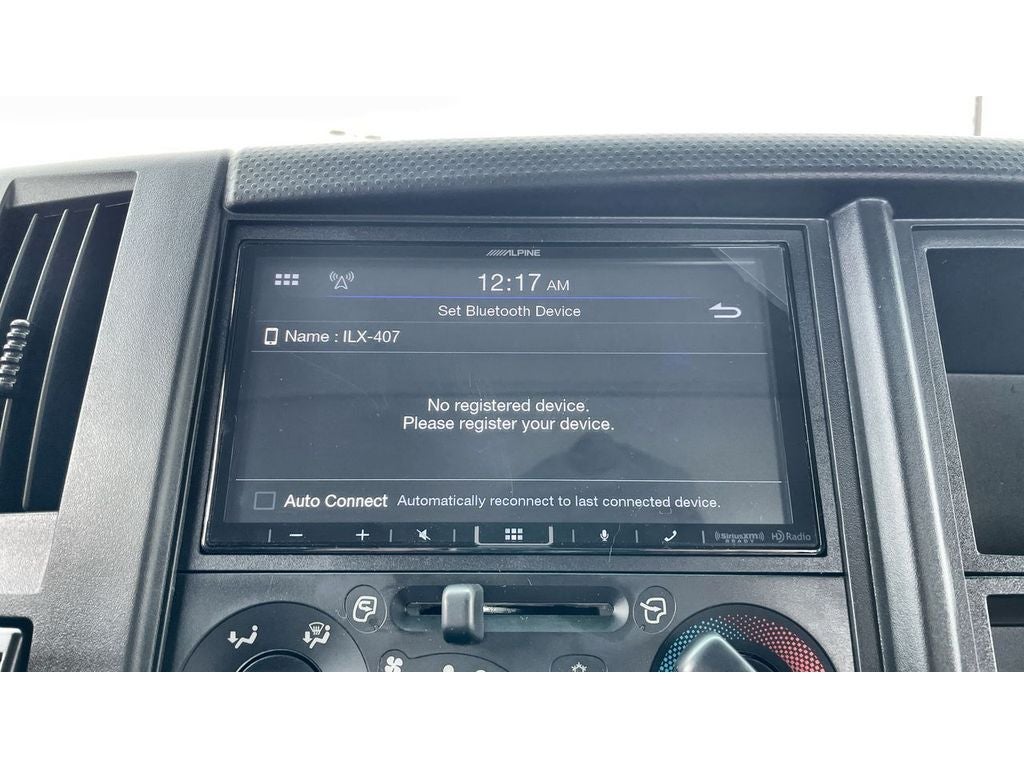 ALPINE
12:17 AM
Set Bluetooth Device
Name : ILX-407
No registered device.
Please register your device.
Auto Connect Automatically reconnect to last connected device.
SiriusXM HD Radio
READY